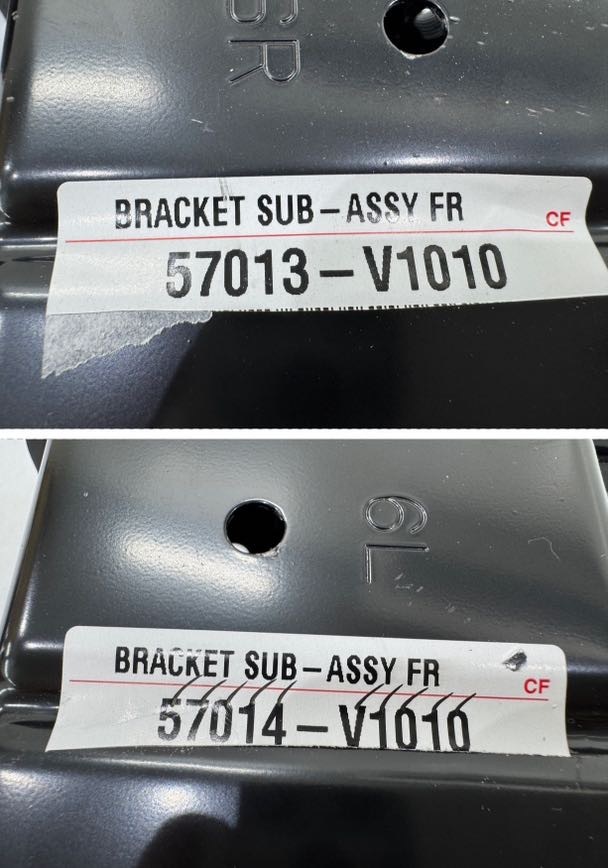 6R
BRACKET SUB-ASSY FR
CF
57013-V1010
6L
BRACKET SUB-ASSY FR
CF
57014-V1010